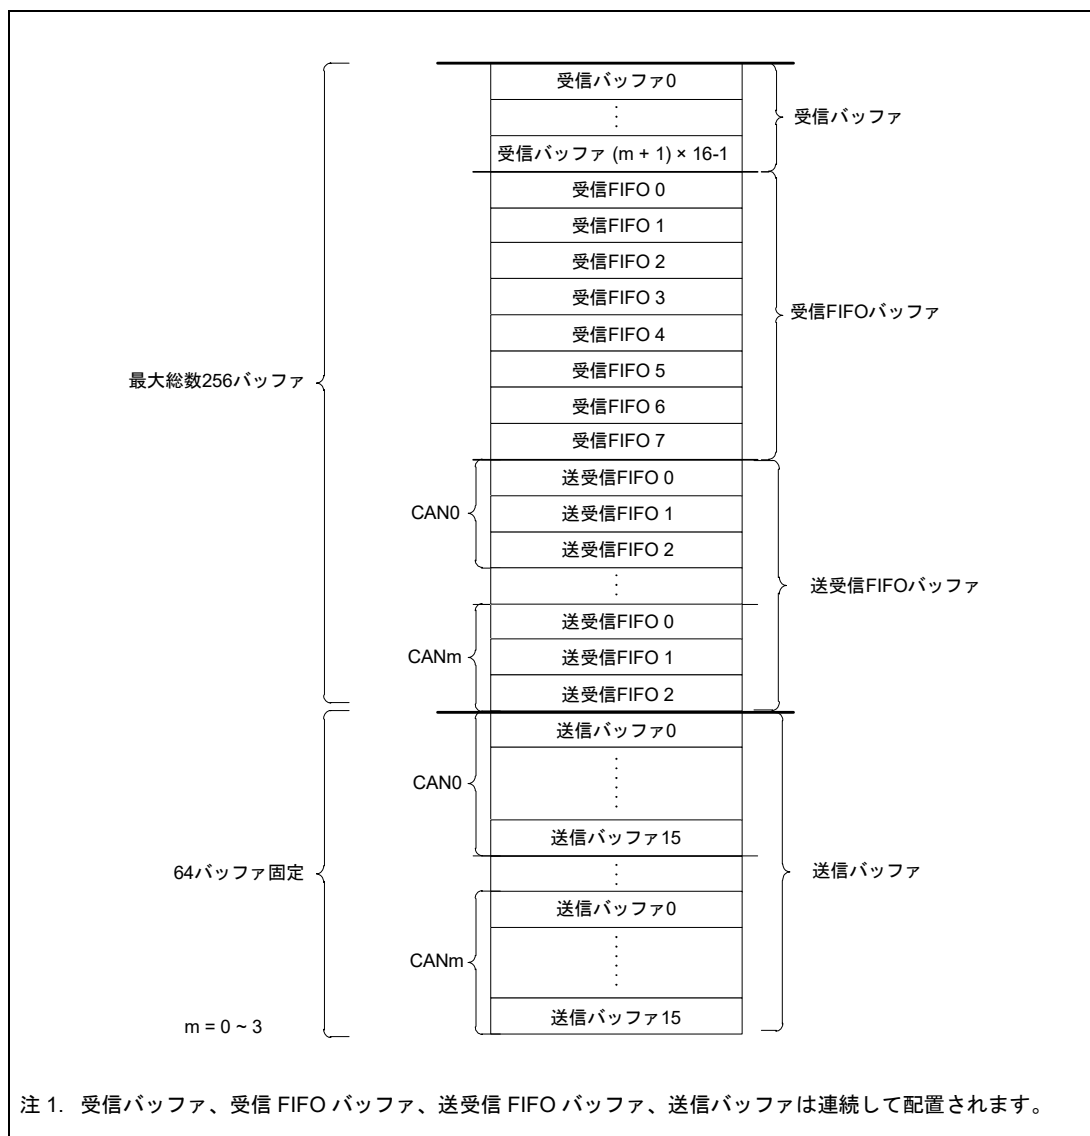 受信バッファ0
受信バッファ (m + 1) × 16-1
受信バッファ
受信FIFO 0
受信FIFO 1
受信FIFO 2
受信FIFO 3
受信FIFO 4
受信FIFO 5
受信FIFO 6
受信FIFO 7
受信FIFOバッファ
最大総数256バッファ
CAN0
送受信FIFO 0
送受信FIFO 1
送受信FIFO 2
CANm
送受信FIFO 0
送受信FIFO 1
送受信FIFO 2
送受信FIFOバッファ
CAN0
送信バッファ0
送信バッファ15
64バッファ固定
送信バッファ
CANm
送信バッファ0
送信バッファ15
m = 0 ~ 3
注 1. 受信バッファ、受信 FIFO バッファ、送受信 FIFO バッファ、送信バッファは連続して配置されます。